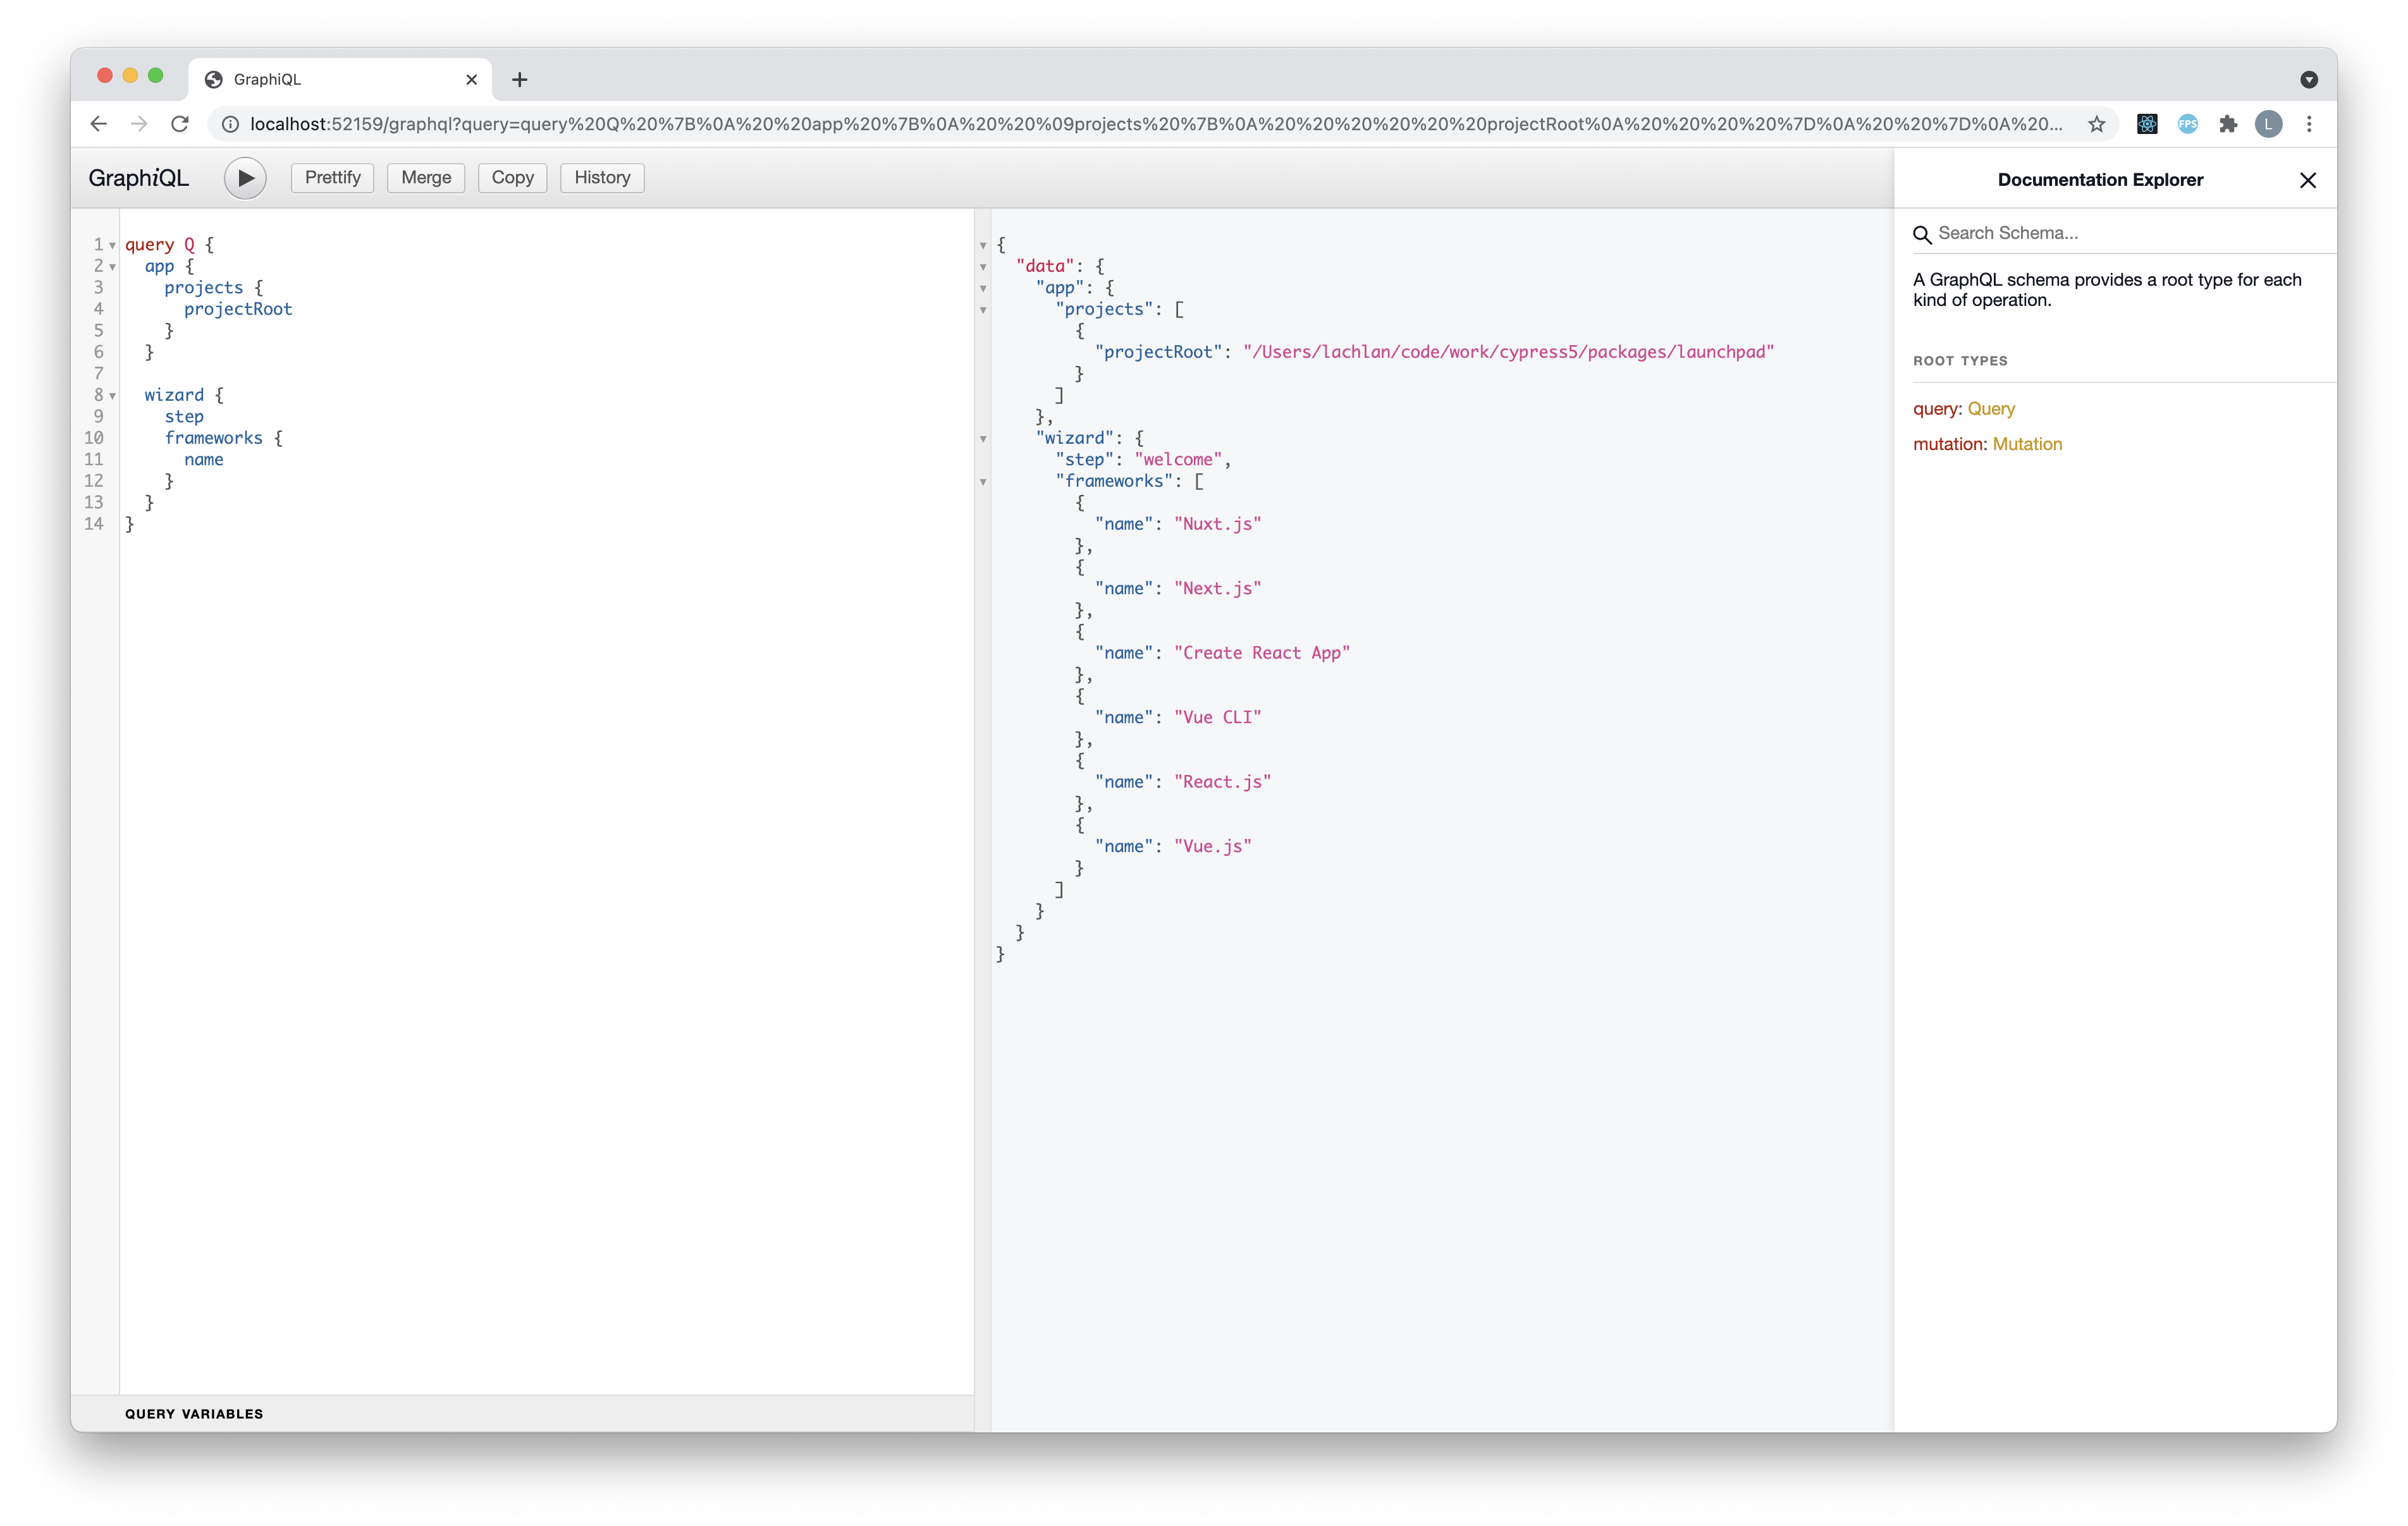 GraphiQL
localhost:52159/graphql?query=query%20Q%20%7B%0A%20%20app%20%7B%0A%20%20%09projects%20%7B%0A%20%20%20%20%20%20projectRoot%0A%20%20%20%20%7D%0A%20%20%7D%0A%20...
FPS
L
GraphiQL
Prettify
Merge
Copy
History
1 query Q {
2 app {
3 projects {
4 projectRoot
5 }
6 }
7
8 wizard {
9 step
10 frameworks {
11 name
12 }
13 }
14 }
QUERY VARIABLES
{
"data": {
"app": {
"projects": [
{
"projectRoot": "/Users/lachlan/code/work/cypress5/packages/launchpad"
}
]
},
"wizard": {
"step": "welcome",
"frameworks": [
{
"name": "Nuxt.js"
},
{
"name": "Next.js"
},
{
"name": "Create React App"
},
{
"name": "Vue CLI"
},
{
"name": "React.js"
},
{
"name": "Vue.js"
}
]
}
}
}
Documentation Explorer
Search Schema...
A GraphQL schema provides a root type for each
kind of operation.
ROOT TYPES
query: Query
mutation: Mutation